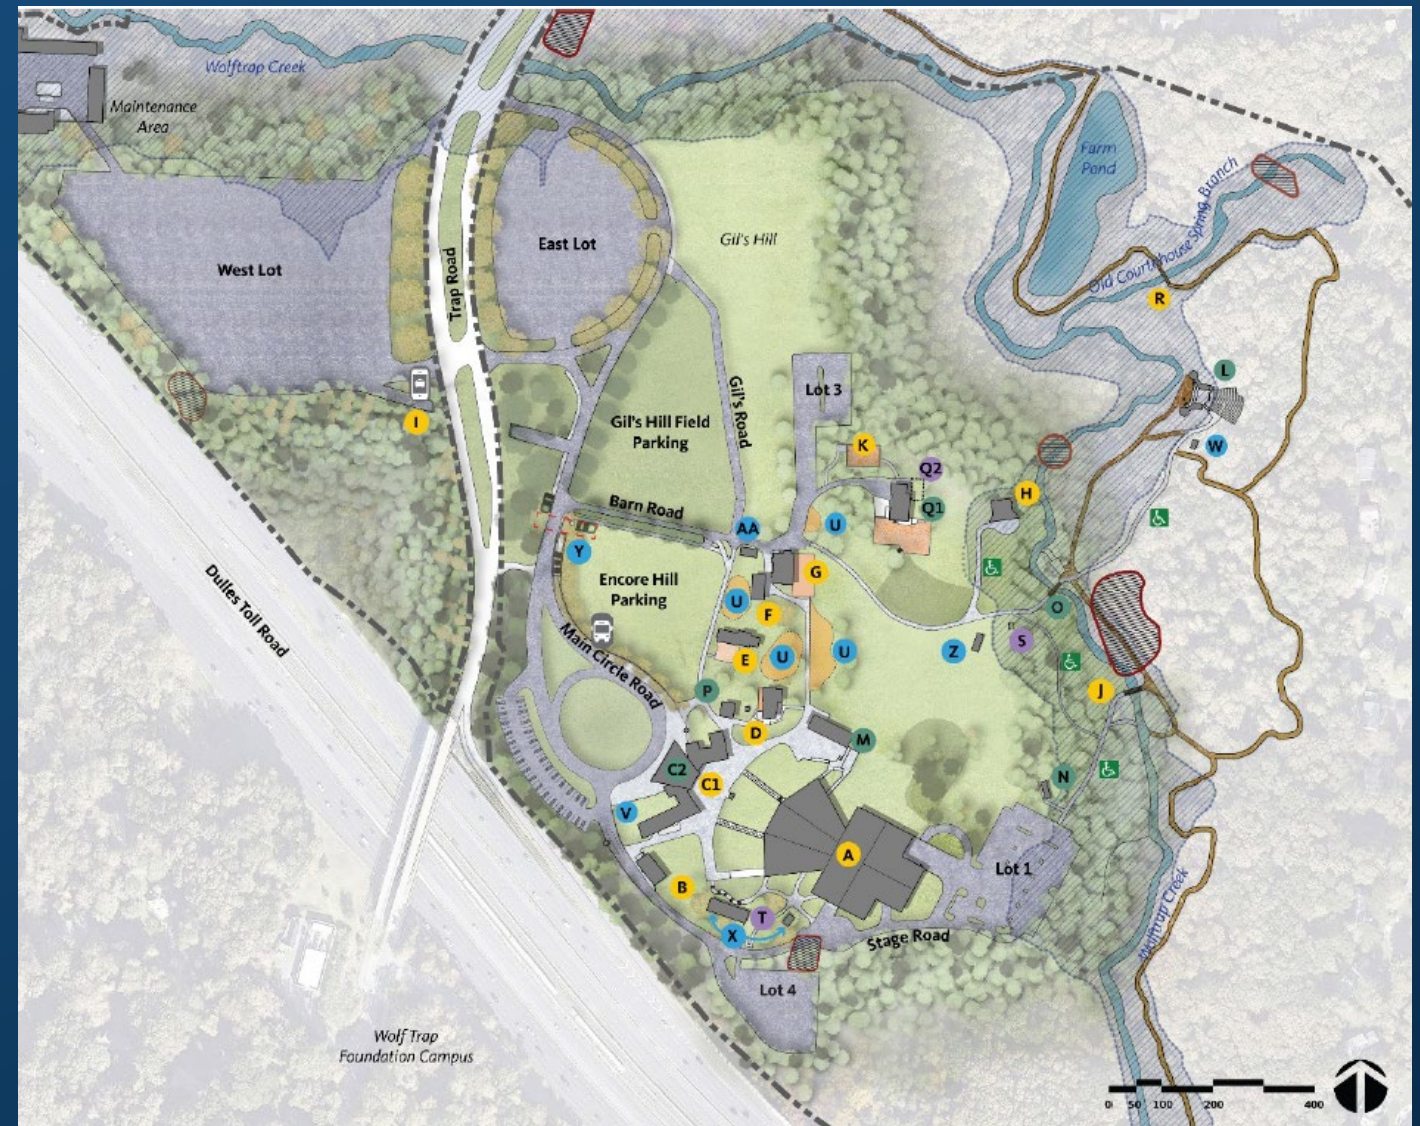 Wolftrap Creek
Maintenance
Area
Farm
Pond
Old Courthouse Spring Branch
West Lot
Trap Road
East Lot
Gil's Hill
R
I
Lot 3
L
Gil's Hill Field
Parking
Gil's Road
K
W
Q2
H
Q1
Barn Road
AA
U
Y
Encore Hill
Parking
G
U
F
O
Dulles Toll Road
Main Circle Road
E
U
U
Z
S
P
J
D
M
C2
C1
N
V
A
Lot 1
B
T
X
Stage Road
Wolftrap Creek
Lot 4
Wolf Trap
Foundation Campus
0 50 100 200 400